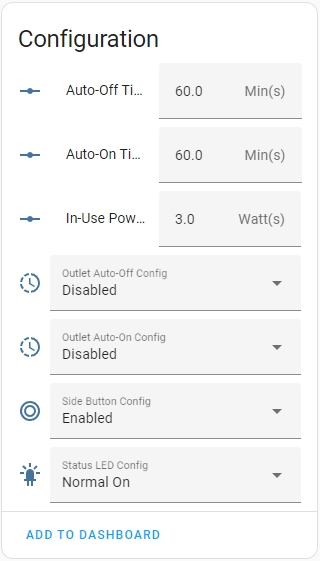 Configuration
Auto-Off Ti... 60.0 Min(s)
Auto-On Ti... 60.0 Min(s)
In-Use Pow... 3.0 Watt(s)
Outlet Auto-Off Config
Disabled
Outlet Auto-On Config
Disabled
Side Button Config
Enabled
Status LED Config
Normal On
ADD TO DASHBOARD